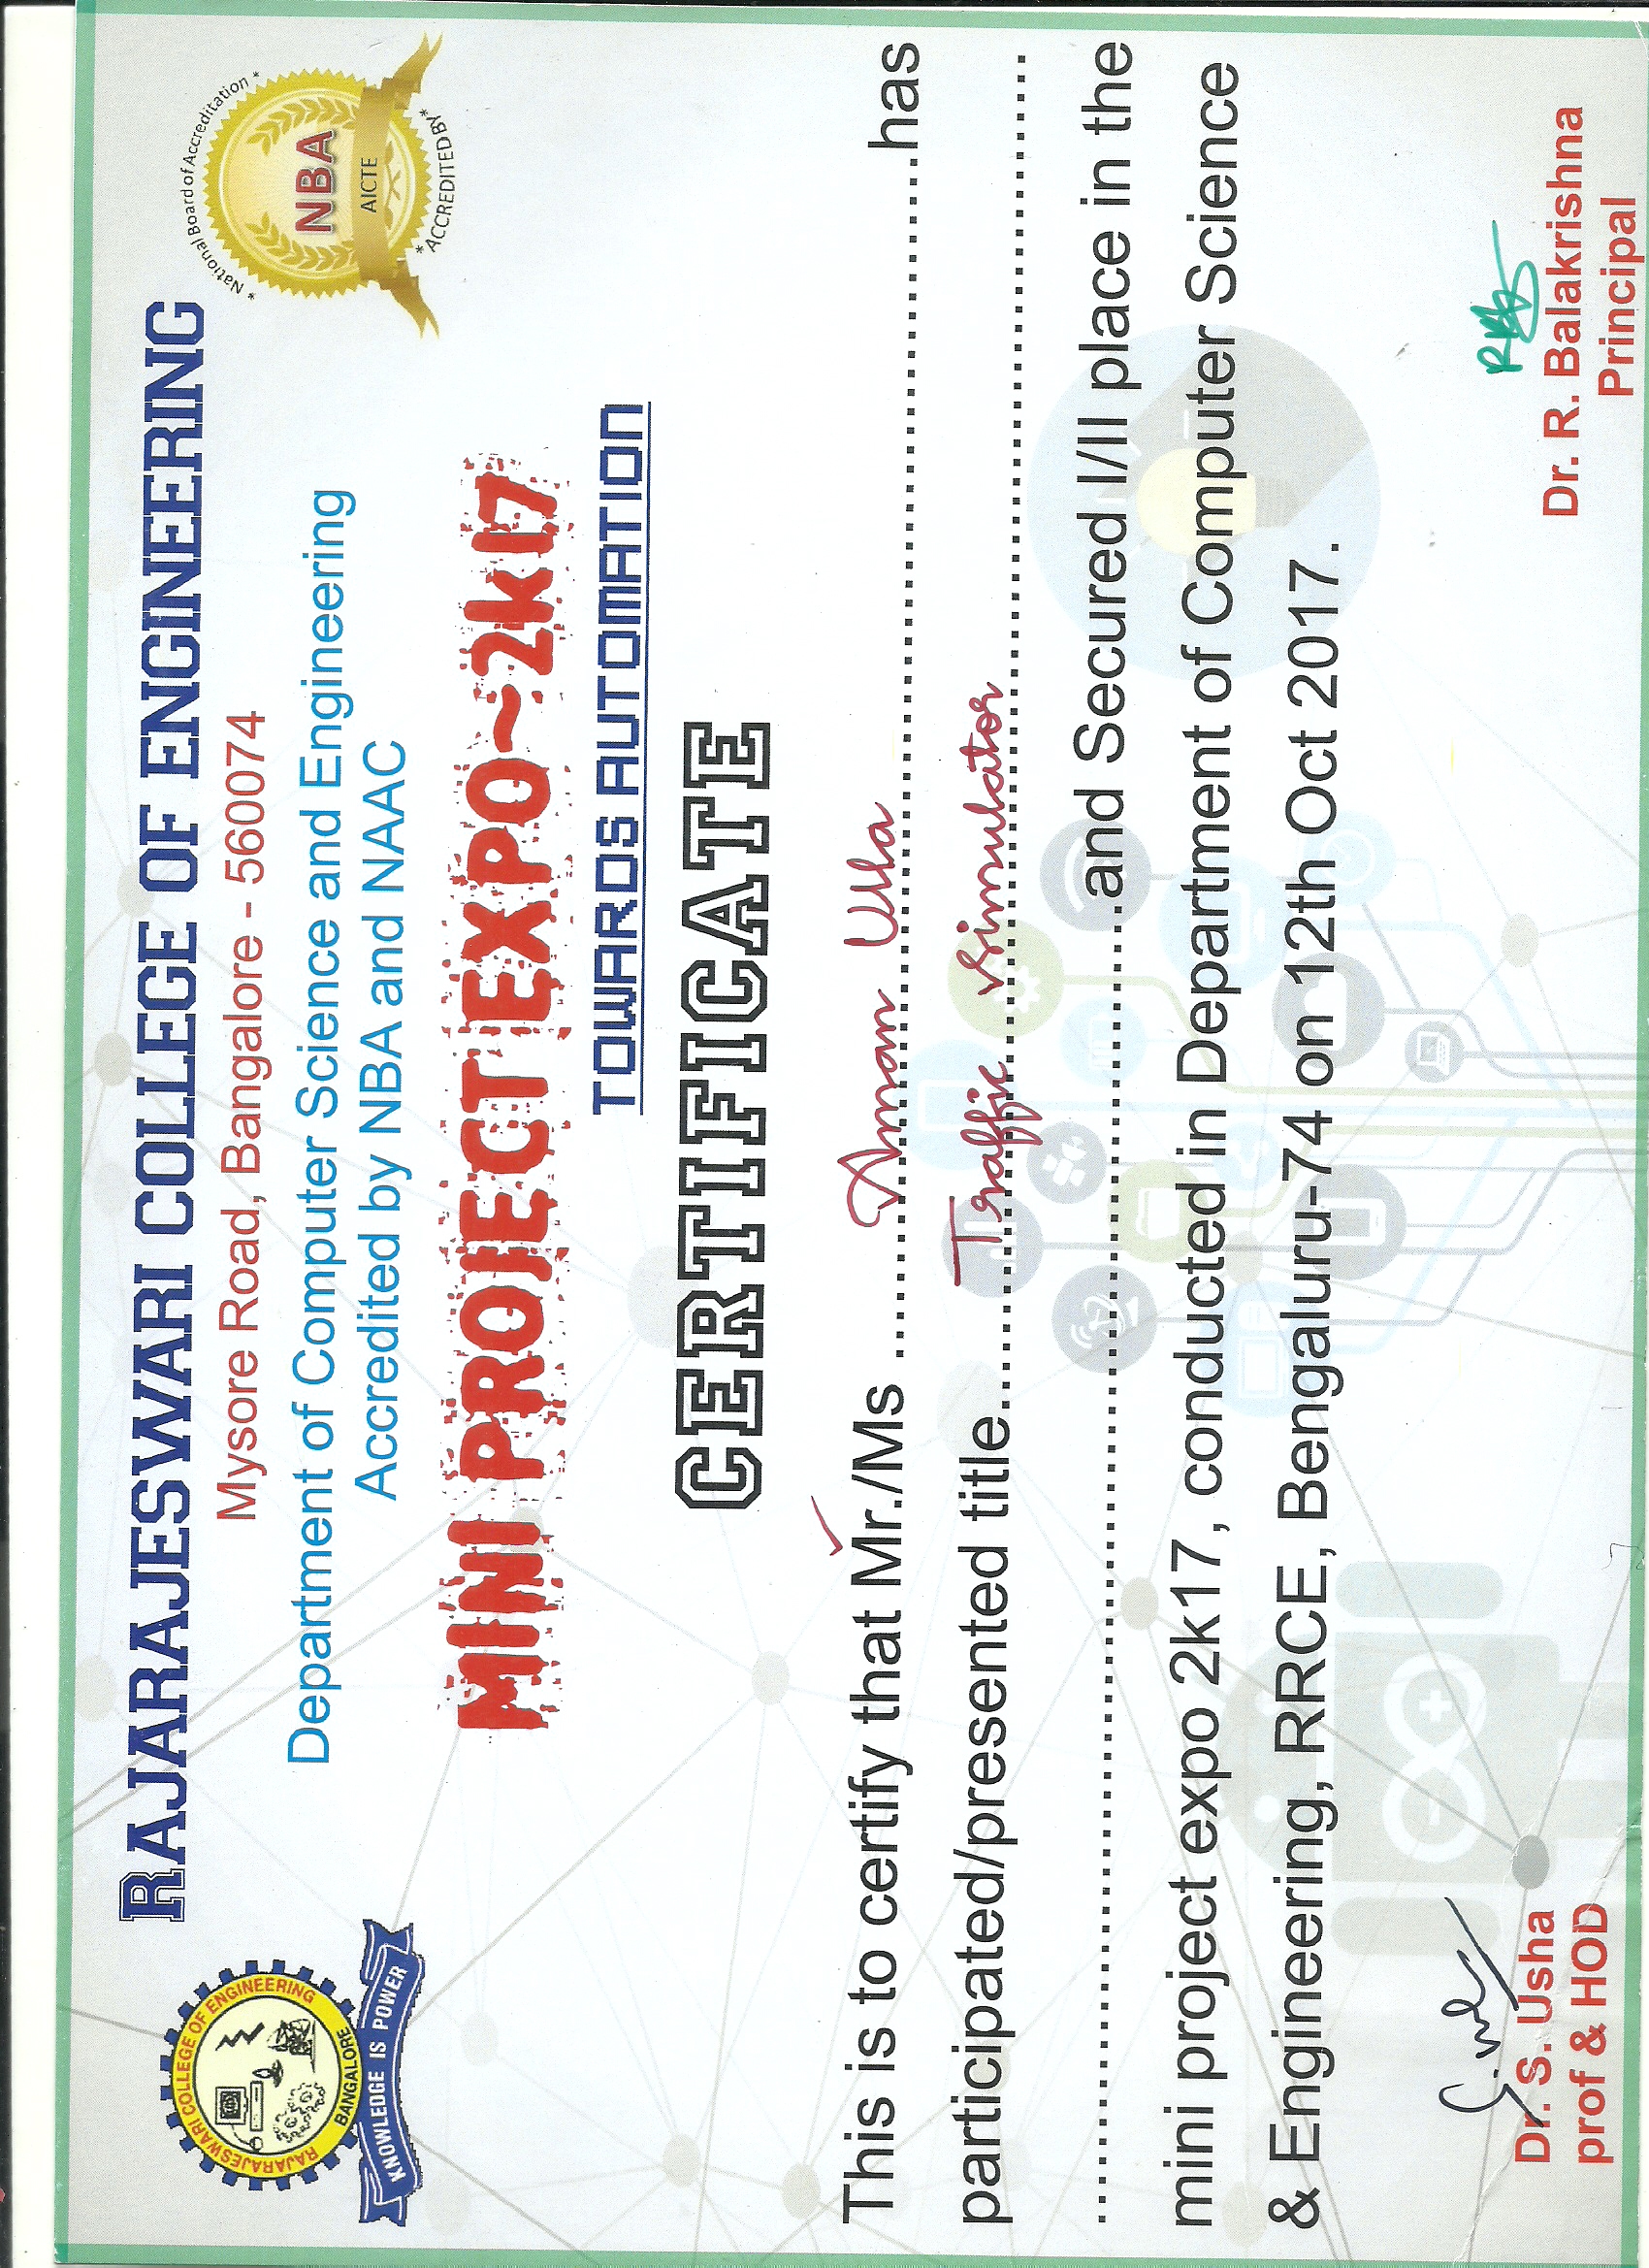 RAJARAJESWARI COLLEGE OF ENGINEERING
Mysore Road, Bangalore - 560074
Department of Computer Science and Engineering
Accredited by NBA and NAAC
RAJARAJESWARI COLLEGE OF ENGINEERING
BANGALORE
KNOWLEDGE IS POWER
* National Board of Accreditation *
NBA
AICTE
*ACCREDITED BY*
MINI PROJECT EXPO~2k17
TOWARDS AUTOMATION
CERTIFICATE
This is to certify that Mr./Ms ........Aman Ulla........has
participated/presented title........Traffic Simulator........
........and Secured I/II place in the
mini project expo 2k17, conducted in Department of Computer Science
& Engineering, RRCE, Bengaluru-74 on 12th Oct 2017.
Dr. S. Usha
prof & HOD
Dr. R. Balakrishna
Principal